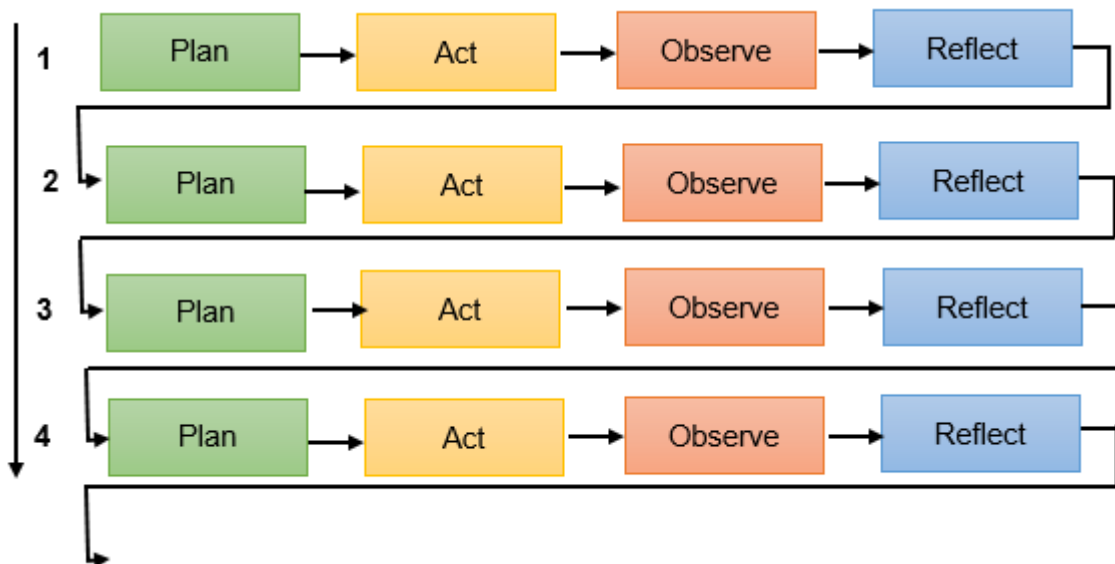 1 Plan Act Observe Reflect
2 Plan Act Observe Reflect
3 Plan Act Observe Reflect
4 Plan Act Observe Reflect